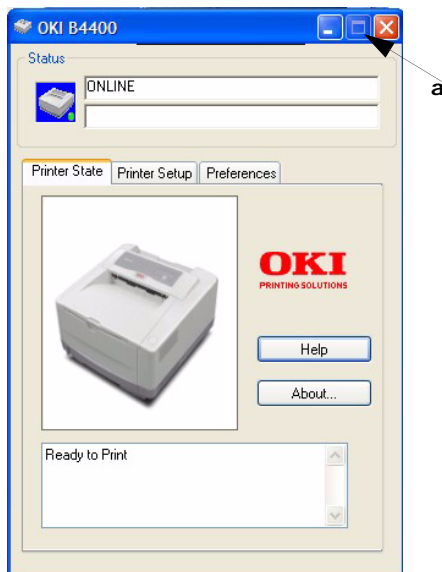 OKI B4400
a
Status
ONLINE
Printer State Printer Setup Preferences
OKI
PRINTING SOLUTIONS
Help
About...
Ready to Print